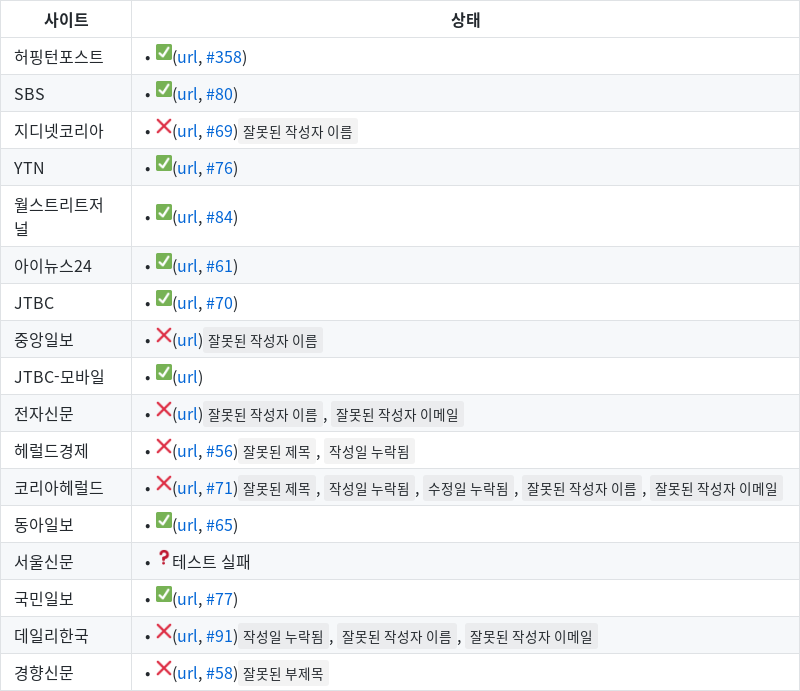 사이트 상태
허핑턴포스트 • ✅(url, #358)
SBS • ✅(url, #80)
지디넷코리아 • ❌(url, #69) 잘못된 작성자 이름
YTN • ✅(url, #76)
월스트리트저
널 • ✅(url, #84)
아이뉴스24 • ✅(url, #61)
JTBC • ✅(url, #70)
중앙일보 • ❌(url) 잘못된 작성자 이름
JTBC-모바일 • ✅(url)
전자신문 • ❌(url) 잘못된 작성자 이름 , 잘못된 작성자 이메일
헤럴드경제 • ❌(url, #56) 잘못된 제목 , 작성일 누락됨
코리아헤럴드 • ❌(url, #71) 잘못된 제목 , 작성일 누락됨 , 수정일 누락됨 , 잘못된 작성자 이름 , 잘못된 작성자 이메일
동아일보 • ✅(url, #65)
서울신문 • ❓테스트 실패
국민일보 • ✅(url, #77)
데일리한국 • ❌(url, #91) 작성일 누락됨 , 잘못된 작성자 이름 , 잘못된 작성자 이메일
경향신문 • ❌(url, #58) 잘못된 부제목